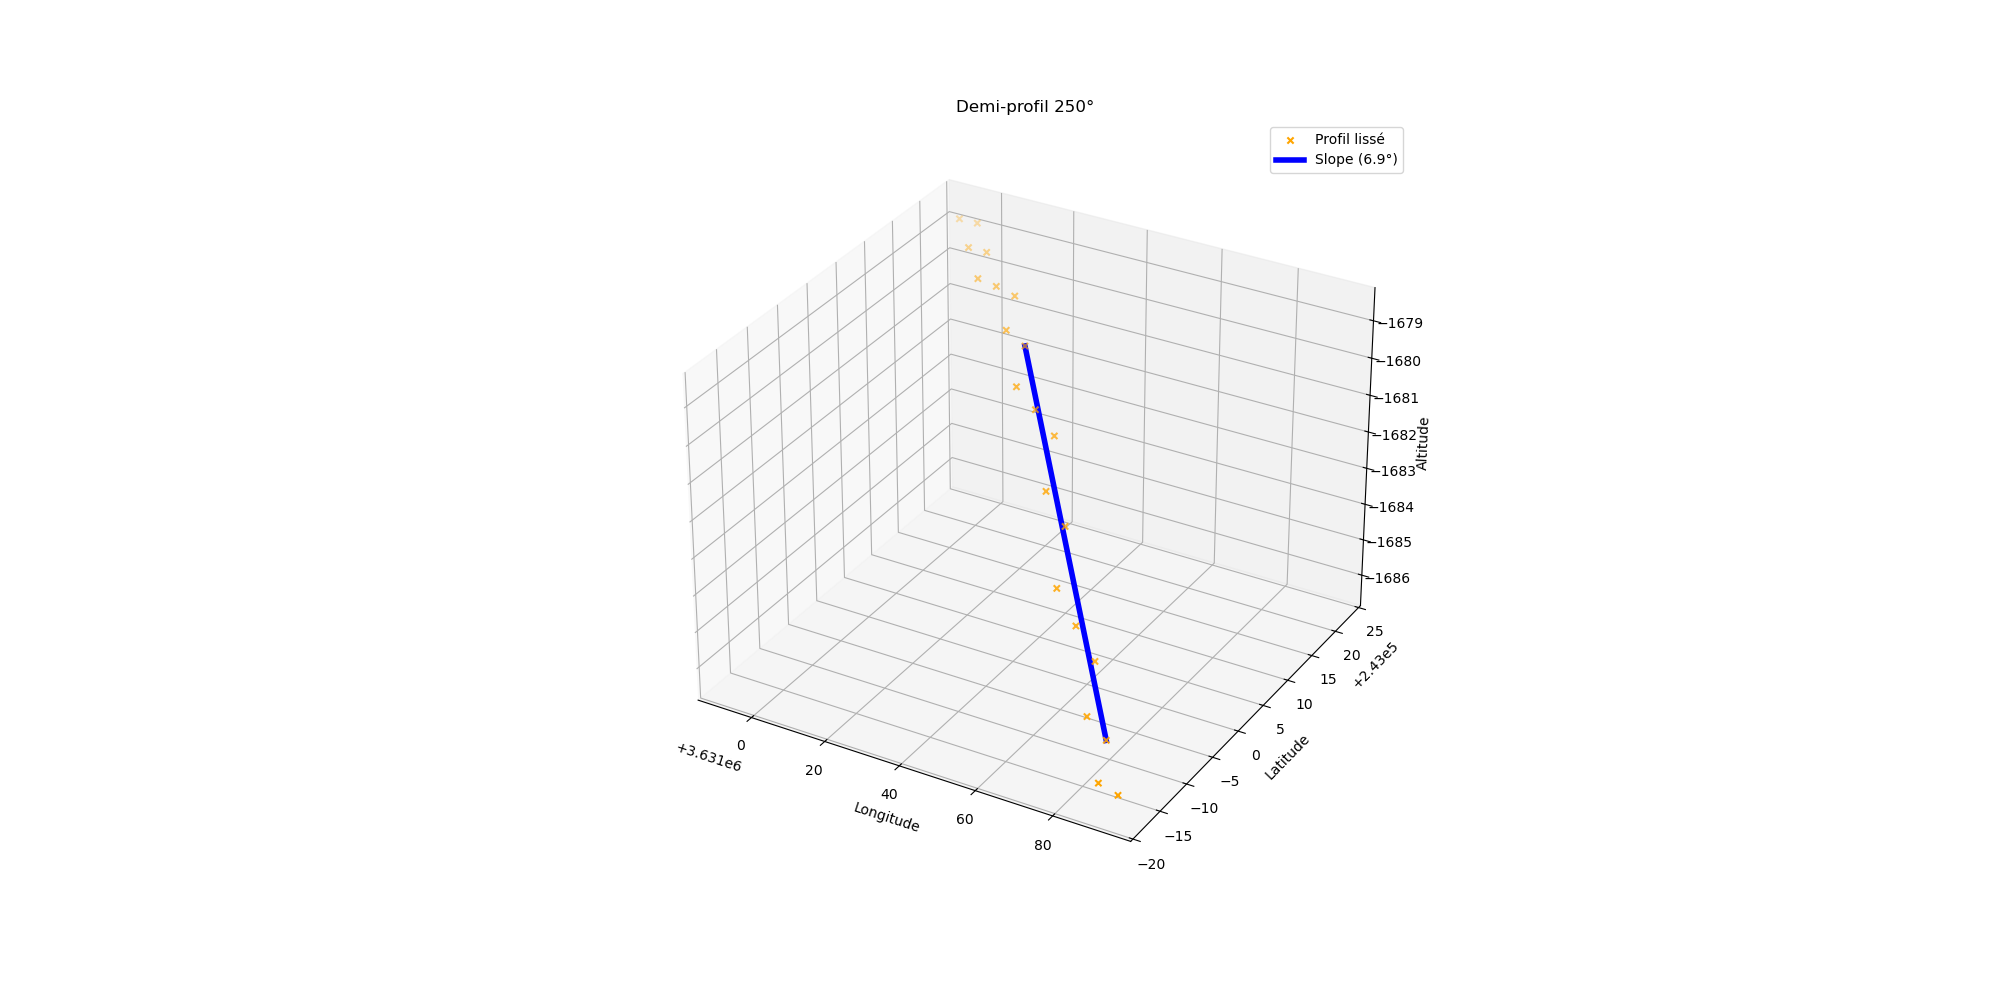 Demi-profil 250°
Profil lissé
Slope (6.9°)
−1679
−1680
−1681
−1682
−1683
−1684
−1685
−1686
Altitude
25
20
15
10
5
0
−5
−10
−15
−20
+2.43e5
Latitude
0
20
40
60
80
+3.631e6
Longitude